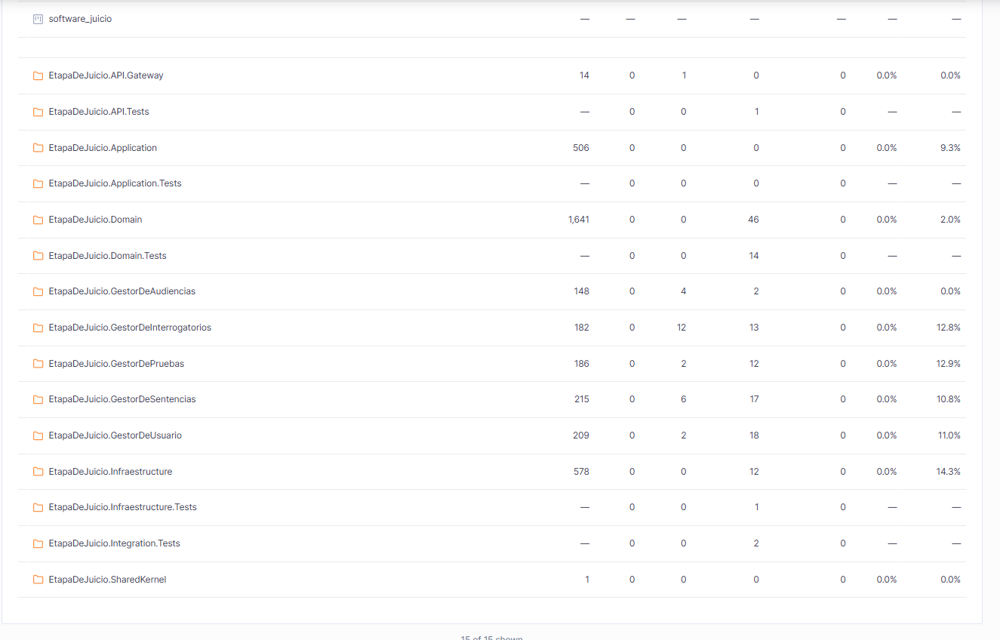 software_juicio — — — — — — —
EtapaDeJuicio.API.Gateway 14 0 1 0 0 0.0% 0.0%
EtapaDeJuicio.API.Tests — 0 0 1 0 — —
EtapaDeJuicio.Application 506 0 0 0 0 0.0% 9.3%
EtapaDeJuicio.Application.Tests — 0 0 0 0 — —
EtapaDeJuicio.Domain 1,641 0 0 46 0 0.0% 2.0%
EtapaDeJuicio.Domain.Tests — 0 0 14 0 — —
EtapaDeJuicio.GestorDeAudiencias 148 0 4 2 0 0.0% 0.0%
EtapaDeJuicio.GestorDeInterrogatorios 182 0 12 13 0 0.0% 12.8%
EtapaDeJuicio.GestorDePruebas 186 0 2 12 0 0.0% 12.9%
EtapaDeJuicio.GestorDeSentencias 215 0 6 17 0 0.0% 10.8%
EtapaDeJuicio.GestorDeUsuario 209 0 2 18 0 0.0% 11.0%
EtapaDeJuicio.Infraestructure 578 0 0 12 0 0.0% 14.3%
EtapaDeJuicio.Infraestructure.Tests — 0 0 1 0 — —
EtapaDeJuicio.Integration.Tests — 0 0 2 0 — —
EtapaDeJuicio.SharedKernel 1 0 0 0 0 0.0% 0.0%
15 of 15 shown